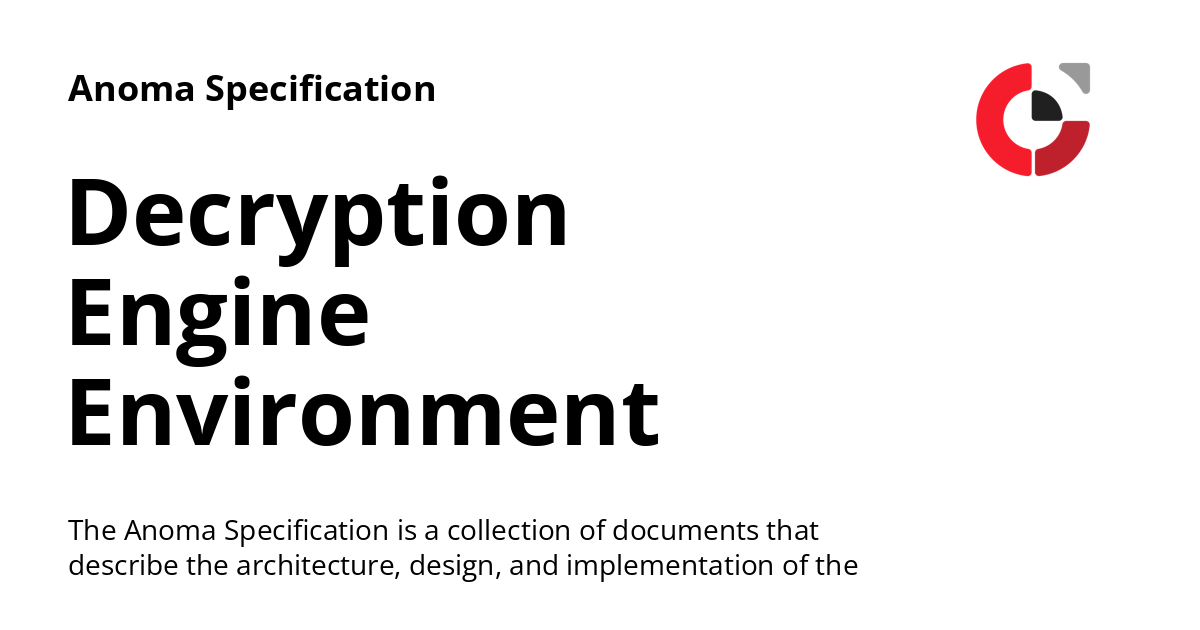 Anoma Specification
Decryption
Engine
Environment
The Anoma Specification is a collection of documents that
describe the architecture, design, and implementation of the